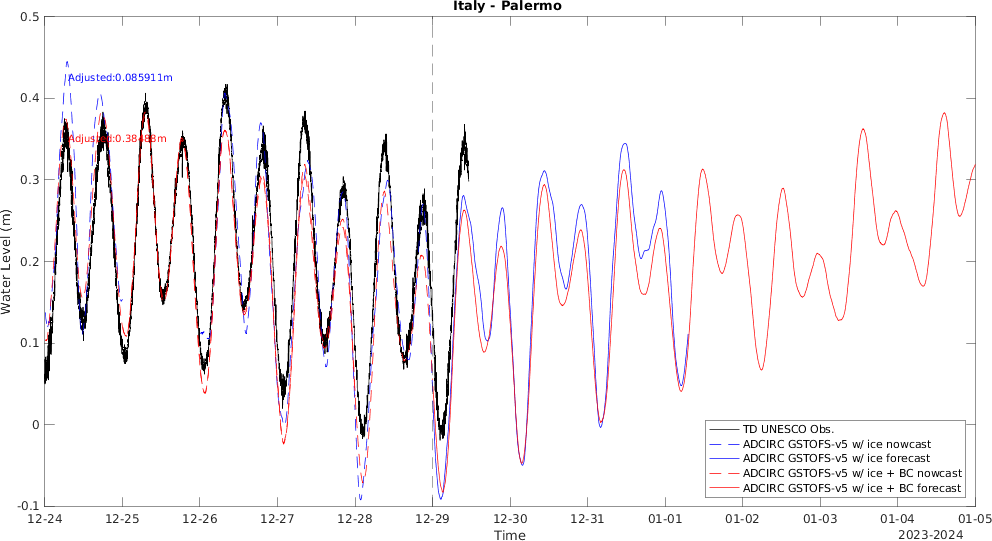 Italy - Palermo
0.5
0.4
0.3
0.2
0.1
0
-0.1
Water Level (m)
Adjusted:0.085911m
Adjusted:0.38488m
TD UNESCO Obs.
ADCIRC GSTOFS-v5 w/ ice nowcast
ADCIRC GSTOFS-v5 w/ ice forecast
ADCIRC GSTOFS-v5 w/ ice + BC nowcast
ADCIRC GSTOFS-v5 w/ ice + BC forecast
12-24 12-25 12-26 12-27 12-28 12-29 12-30 12-31 01-01 01-02 01-03 01-04 01-05
Time
2023-2024